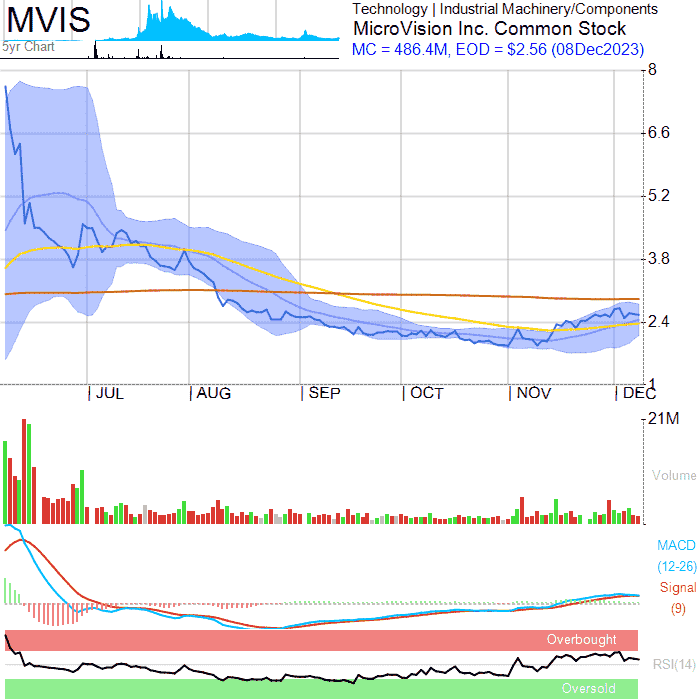 MVIS
5yr Chart
Technology | Industrial Machinery/Components
MicroVision Inc. Common Stock
MC = 486.4M, EOD = $2.56 (08Dec2023)
8
6.6
5.2
3.8
2.4
1
JUL AUG SEP OCT NOV DEC
21M
Volume
MACD
(12-26)
Signal
(9)
Overbought
RSI(14)
Oversold